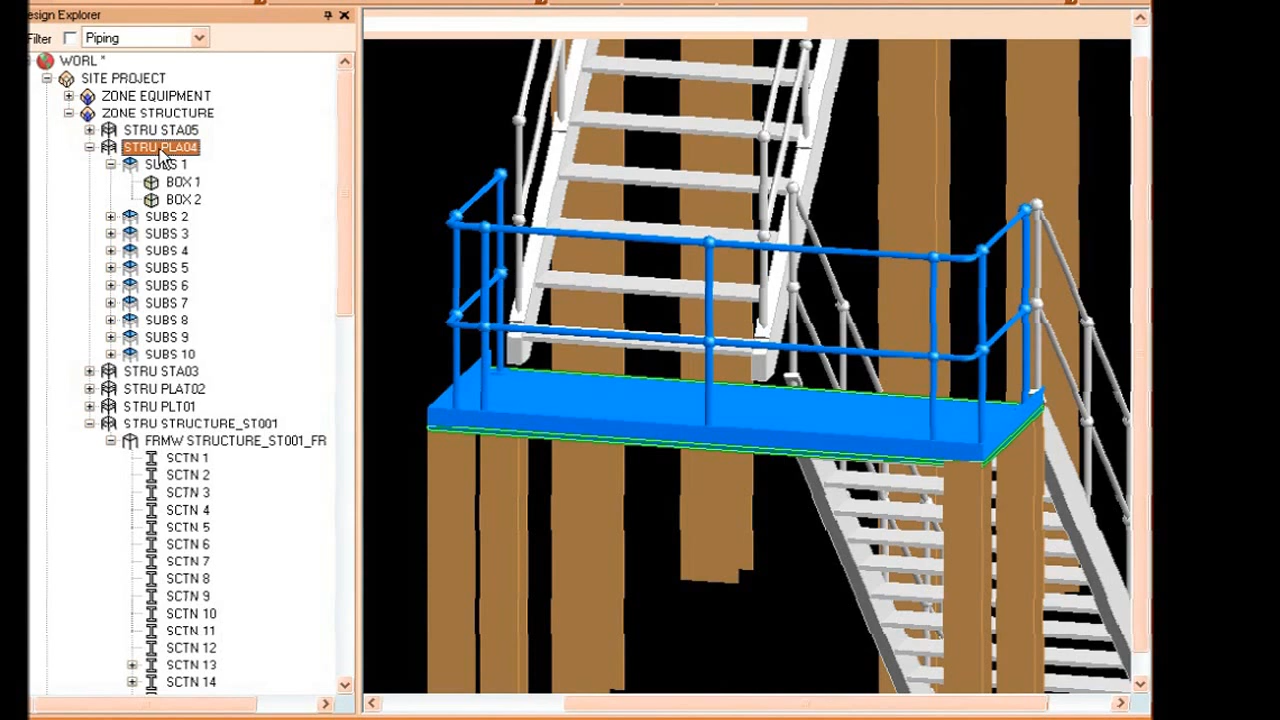 esign Explorer
Filter
Piping
WORL *
SITE PROJECT
ZONE EQUIPMENT
ZONE STRUCTURE
STRU STA05
STRU PLA04
SUBS 1
BOX 1
BOX 2
SUBS 2
SUBS 3
SUBS 4
SUBS 5
SUBS 6
SUBS 7
SUBS 8
SUBS 9
SUBS 10
STRU STA03
STRU PLAT02
STRU PLT01
STRU STRUCTURE_ST001
FRMW STRUCTURE_ST001_FR
SCTN 1
SCTN 2
SCTN 3
SCTN 4
SCTN 5
SCTN 6
SCTN 7
SCTN 8
SCTN 9
SCTN 10
SCTN 11
SCTN 12
SCTN 13
SCTN 14